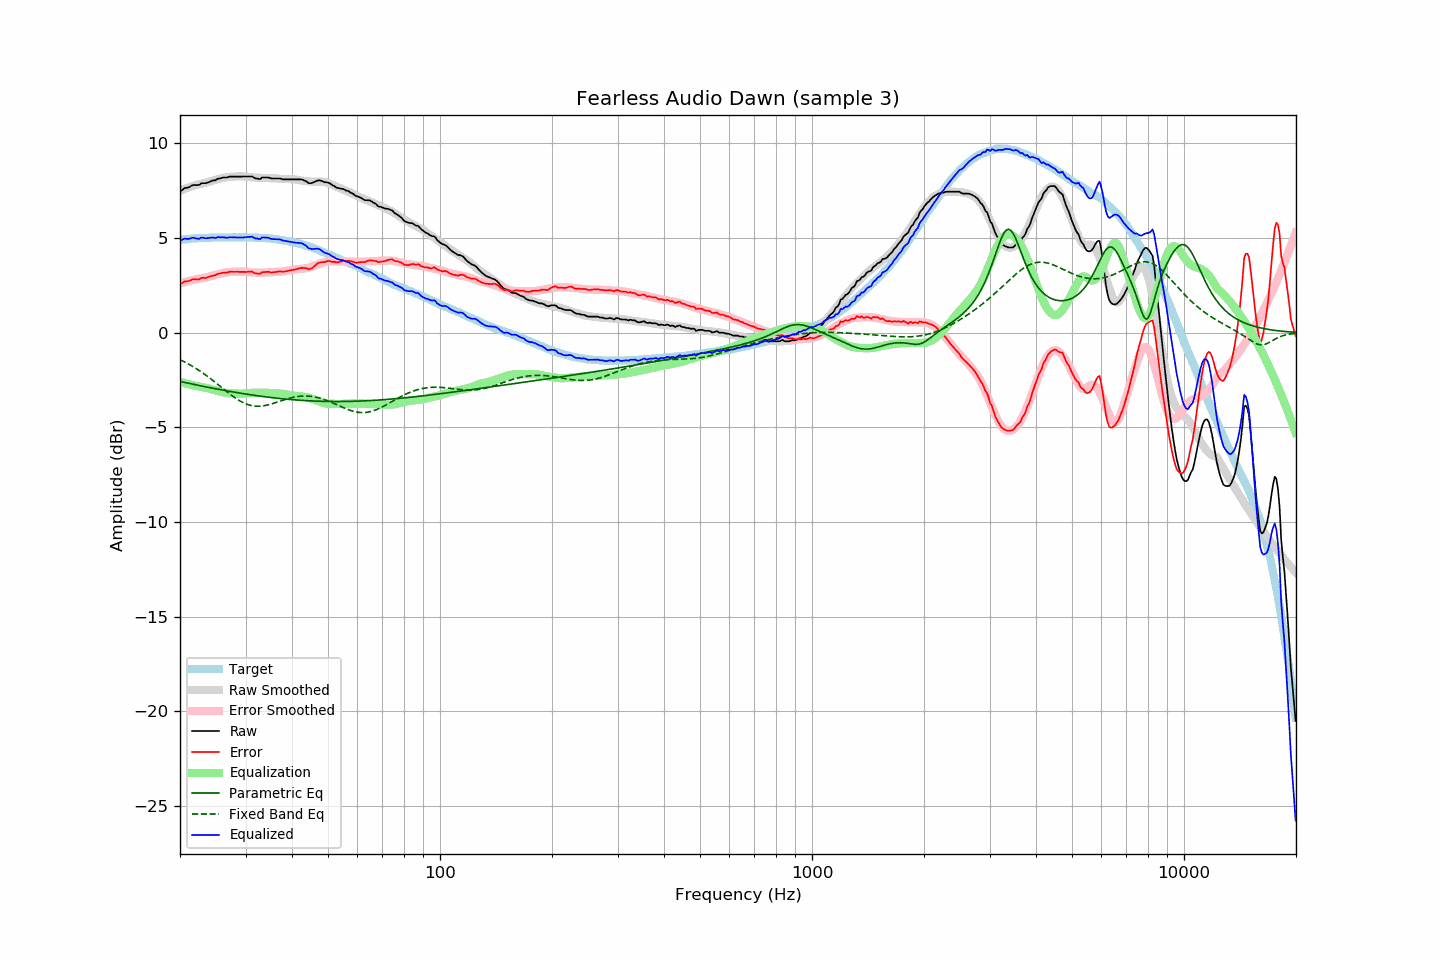 Fearless Audio Dawn (sample 3)
10
5
0
−5
−10
−15
−20
−25
Amplitude (dBr)
Target
Raw Smoothed
Error Smoothed
Raw
Error
Equalization
Parametric Eq
Fixed Band Eq
Equalized
100
1000
10000
Frequency (Hz)